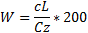 W = cL/Cz * 200